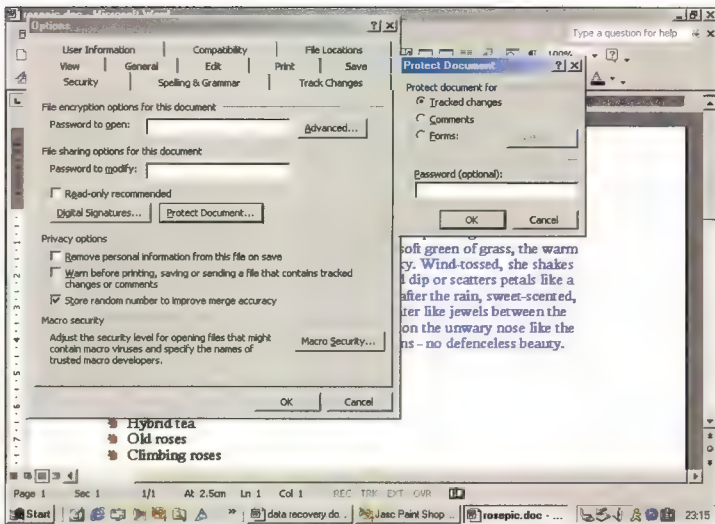 rosepic.doc - Microsoft Word
Type a question for help
Options
User Information Compatibility File Locations
View General Edit Print Save
Security Spelling & Grammar Track Changes
File encryption options for this document
Password to open:
Advanced...
File sharing options for this document
Password to modify:
Read-only recommended
Digital Signatures... Protect Document...
Privacy options
Remove personal information from this file on save
Warn before printing, saving or sending a file that contains tracked
changes or comments
Store random number to improve merge accuracy
Macro security
Adjust the security level for opening files that might
contain macro viruses and specify the names of
trusted macro developers.
Macro Security...
OK Cancel
100%
Protect Document
Protect document for
Tracked changes
Comments
Forms:
Password (optional):
OK Cancel
soft green of grass, the warm
Wind-tossed, she shakes
dip or scatters petals like a
after the rain, sweet-scented,
like jewels between the
on the unwary nose like the
- no defenceless beauty.
Hybrid tea
Old roses
Climbing roses
Page 1 Sec 1 1/1 At 2.5cm Ln 1 Col 1 REC TRK EXT OVR
Start data recovery do... Jasc Paint Shop ... rosepic.doc - ... 23:15